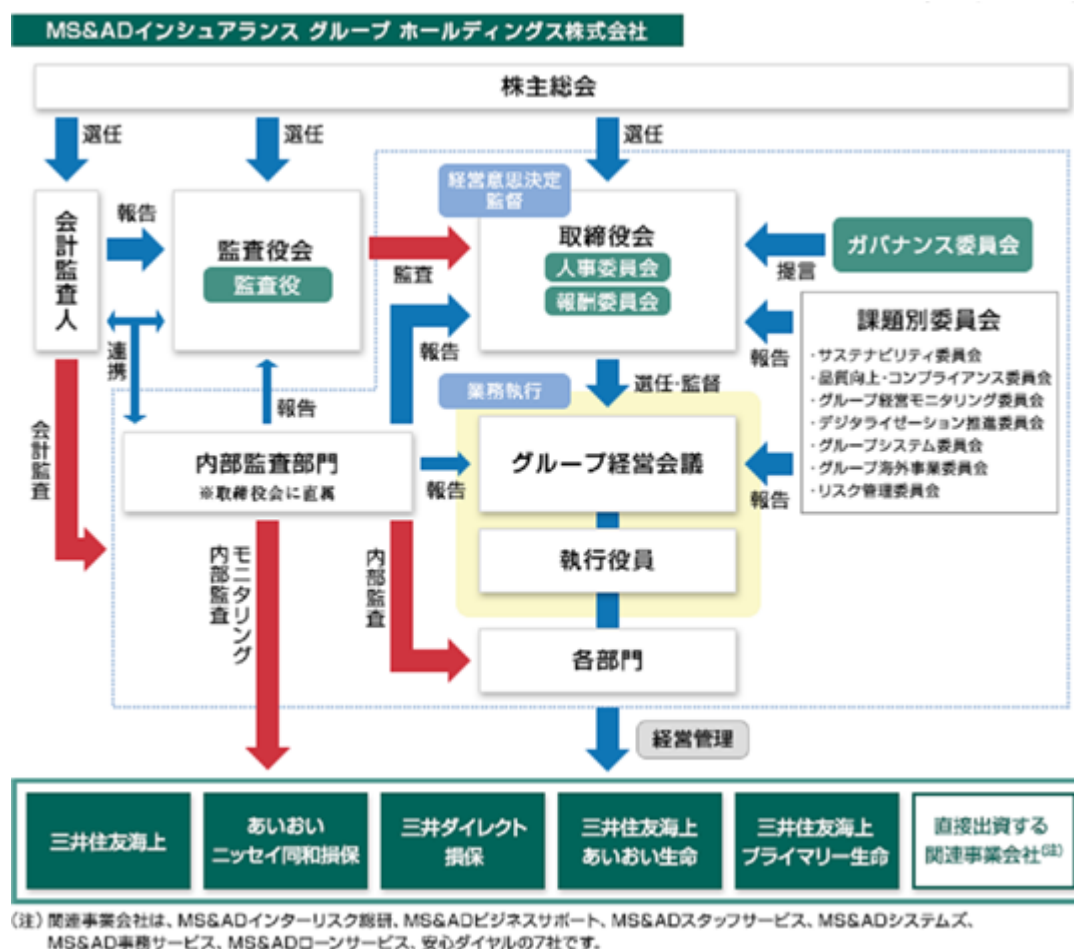 MS&ADインシュアランス グループ ホールディングス株式会社
株主総会
選任
選任
選任
経営意思決定
監督
会計監査人
報告
監査役会
監査役
監査
取締役会
人事委員会
報酬委員会
提言
ガバナンス委員会
連携
報告
報告
報告
課題別委員会
・サステナビリティ委員会
・品質向上・コンプライアンス委員会
・グループ経営モニタリング委員会
・デジタライゼーション推進委員会
・グループシステム委員会
・グループ海外事業委員会
・リスク管理委員会
選任・監督
業務執行
会計監査
内部監査部門
※取締役会に直属
報告
グループ経営会議
報告
執行役員
モニタリング
内部監査
内部監査
各部門
経営管理
三井住友海上
あいおい
ニッセイ同和損保
三井ダイレクト
損保
三井住友海上
あいおい生命
三井住友海上
プライマリー生命
直接出資する
関連事業会社(注)
(注) 関連事業会社は、MS&ADインターリスク総研、MS&ADビジネスサポート、MS&ADスタッフサービス、MS&ADシステムズ、
MS&AD事務サービス、MS&ADローンサービス、安心ダイヤルの7社です。